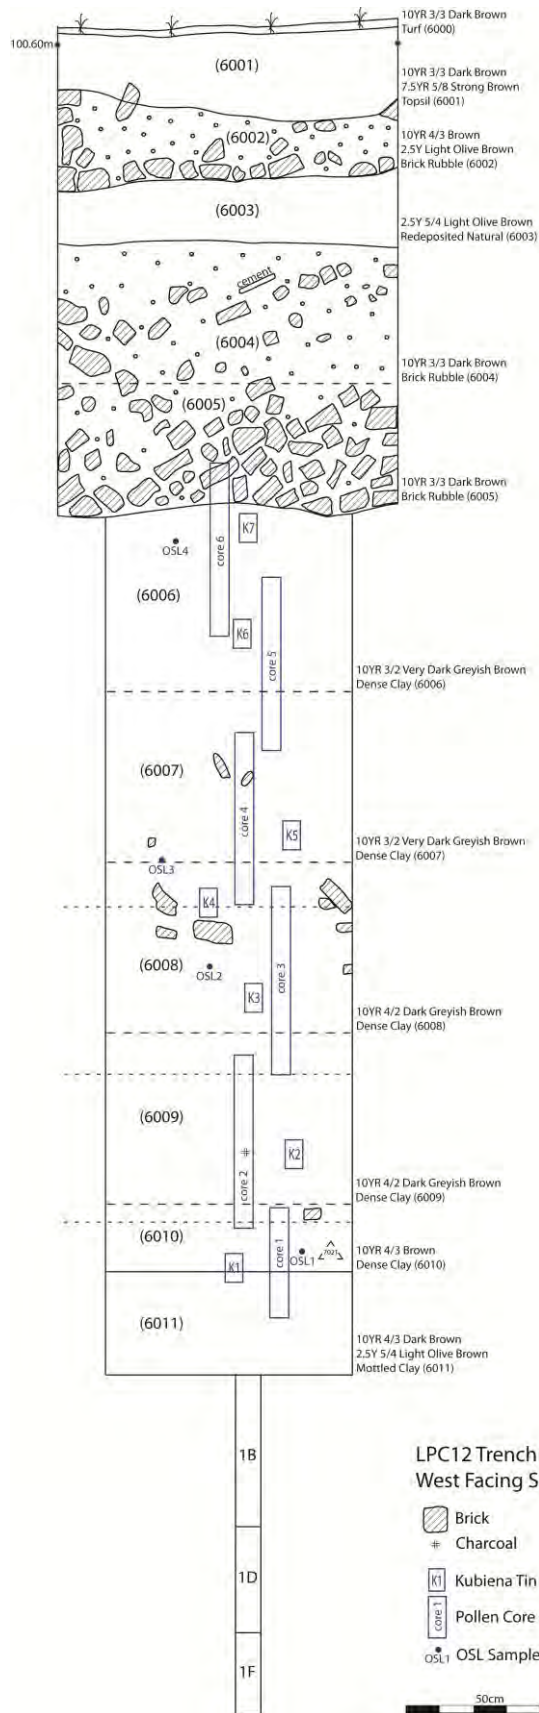 10YR 3/3 Dark Brown
Turf (6000)
100.60m
(6001)
10YR 3/3 Dark Brown
7.5YR 5/8 Strong Brown
Topsil (6001)
(6002)
10YR 4/3 Brown
2.5Y Light Olive Brown
Brick Rubble (6002)
(6003)
2.5Y 5/4 Light Olive Brown
Redeposited Natural (6003)
cement
(6004)
10YR 3/3 Dark Brown
Brick Rubble (6004)
(6005)
10YR 3/3 Dark Brown
Brick Rubble (6005)
K7
OSL4
core 6
(6006)
K6
core 5
10YR 3/2 Very Dark Greyish Brown
Dense Clay (6006)
(6007)
core 4
K5
10YR 3/2 Very Dark Greyish Brown
Dense Clay (6007)
OSL3
K4
(6008)
OSL2
core 3
K3
10YR 4/2 Dark Greyish Brown
Dense Clay (6008)
(6009)
K2
core 2
10YR 4/2 Dark Greyish Brown
Dense Clay (6009)
(6010)
core 1
OSL1
7021
10YR 4/3 Brown
Dense Clay (6010)
K1
(6011)
10YR 4/3 Dark Brown
2.5Y 5/4 Light Olive Brown
Mottled Clay (6011)
1B
1D
1F
LPC12 Trench
West Facing S
Brick
Charcoal
K1 Kubiena Tin
core 1 Pollen Core
OSL1 OSL Sample
50cm